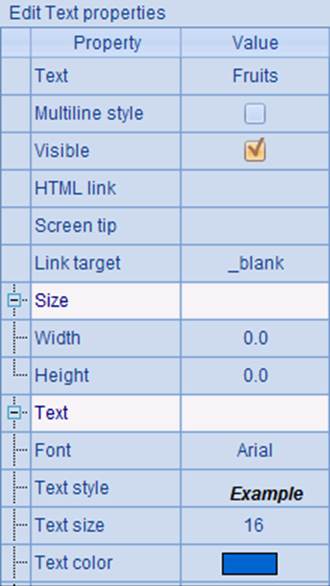 Edit Text properties
Property Value
Text Fruits
Multiline style
Visible
HTML link
Screen tip
Link target _blank
Size
Width 0.0
Height 0.0
Text
Font Arial
Text style Example
Text size 16
Text color